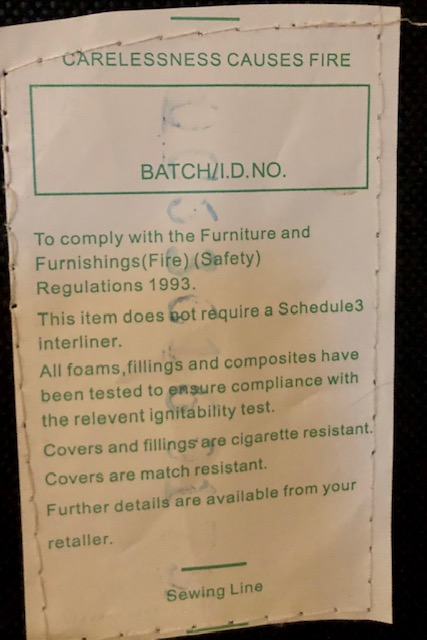 CARELESSNESS CAUSES FIRE
BATCH/I.D.NO.
To comply with the Furniture and
Furnishings(Fire) (Safety)
Regulations 1993.
This item does not require a Schedule3
interliner.
All foams,fillings and composites have
been tested to ensure compliance with
the relevent ignitability test.
Covers and fillings are cigarette resistant.
Covers are match resistant.
Further details are available from your
retaller.
Sewing Line